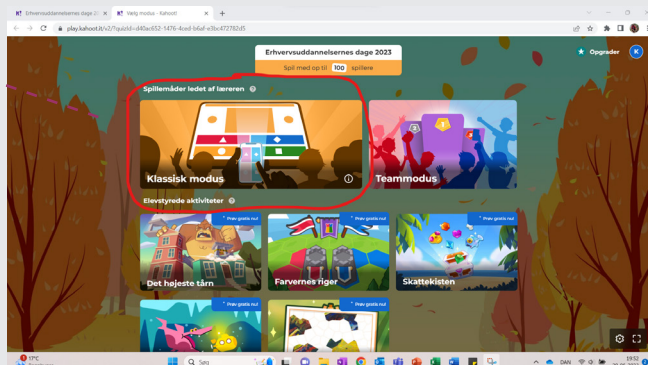 Erhvervsuddannelsernes dage 20
Vælg modus - Kahoot!
play.kahoot.it/v2/?quizId=d40ac652-1476-4ced-b6af-e3bc472782d5
Erhvervsuddannelsernes dage 2023
Spil med op til 100 spillere
Opgrader
K
Spillemåder ledet af læreren
Klassisk modus
Teammodus
Elevstyrede aktiviteter
Prøv gratis nu!
Prøv gratis nu!
Prøv gratis nu!
Det højeste tårn
Farvernes riger
Skattekisten
Prøv gratis nu!
Prøv gratis nu!
17°C
Søg
DAN
19:52